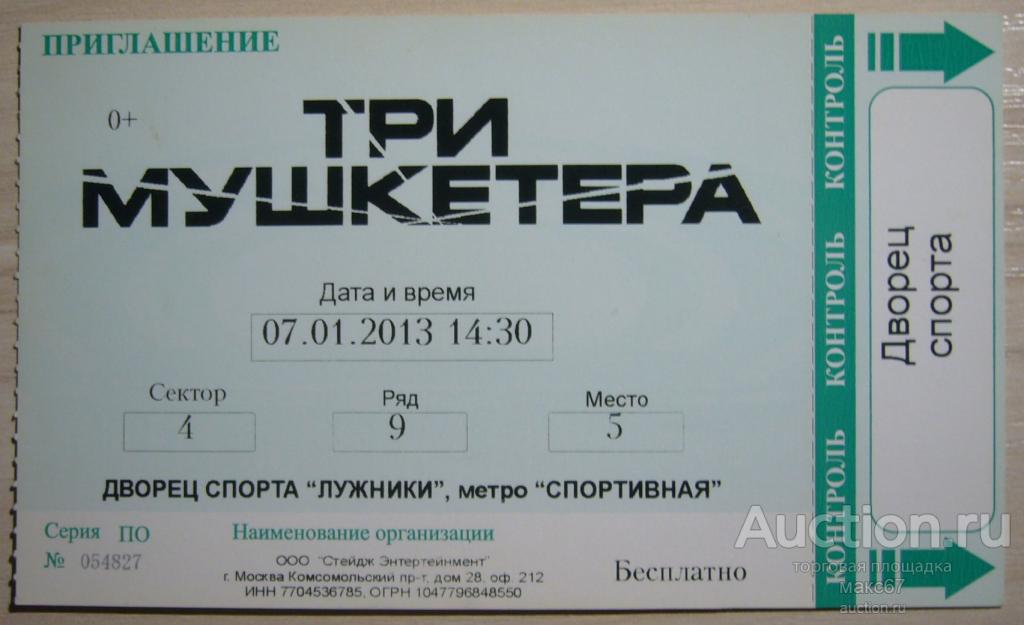 ПРИГЛАШЕНИЕ
0+
ТРИ
МУШКЕТЕРА
Дата и время
07.01.2013 14:30
Сектор Ряд Место
4 9 5
ДВОРЕЦ СПОРТА "ЛУЖНИКИ", метро "СПОРТИВНАЯ"
Серия ПО
№ 054827
Наименование организации
ООО "Стейдж Энтертейнмент"
г. Москва Комсомольский пр-т, дом 28, оф. 212
ИНН 7704536785, ОГРН 1047796848550
Бесплатно
КОНТРОЛЬ КОНТРОЛЬ КОНТРОЛЬ
Дворец
спорта
Auction.ru
торговая площадка
макс67
auction.ru